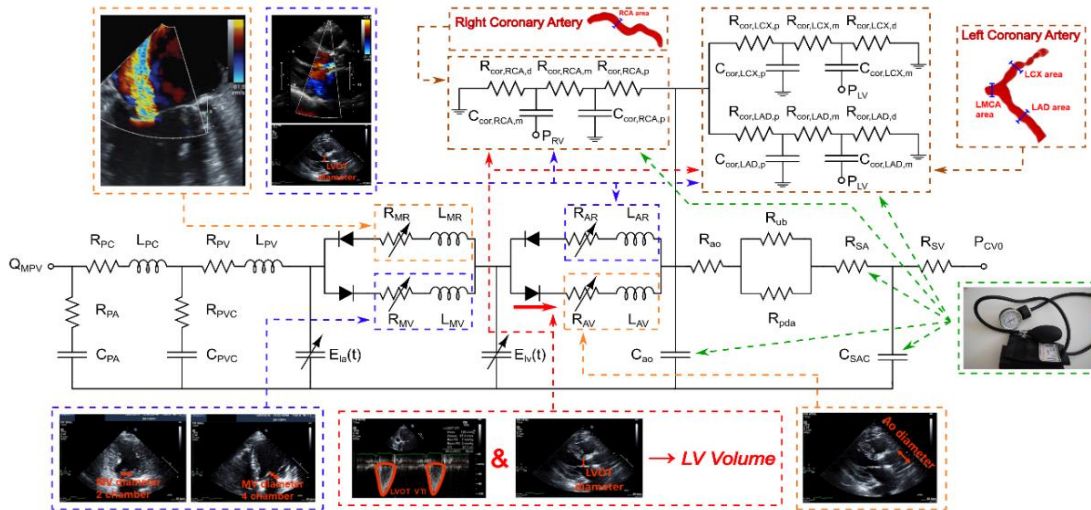 Right Coronary Artery
RCA area
R_cor,RCA,d R_cor,RCA,m R_cor,RCA,p
C_cor,RCA,m
C_cor,RCA,p
P_RV
R_cor,LCX,p R_cor,LCX,m R_cor,LCX,d
C_cor,LCX,p
C_cor,LCX,m
P_LV
R_cor,LAD,p R_cor,LAD,m R_cor,LAD,d
C_cor,LAD,p
C_cor,LAD,m
P_LV
Left Coronary Artery
LCX area
LMCA area
LAD area
LVOT diameter
Q_MPV
R_PC
L_PC
R_PV
L_PV
R_PA
R_PVC
C_PA
C_PVC
R_MR
L_MR
R_MV
L_MV
E_la(t)
R_AR
L_AR
R_AV
L_AV
E_lv(t)
C_ao
R_ao
R_ub
R_pda
R_SA
R_SV
P_CV0
C_SAC
MV diameter
2 chamber
MV diameter
4 chamber
LVOT VTI
&
LVOT
diameter
→ LV Volume
Ao diameter